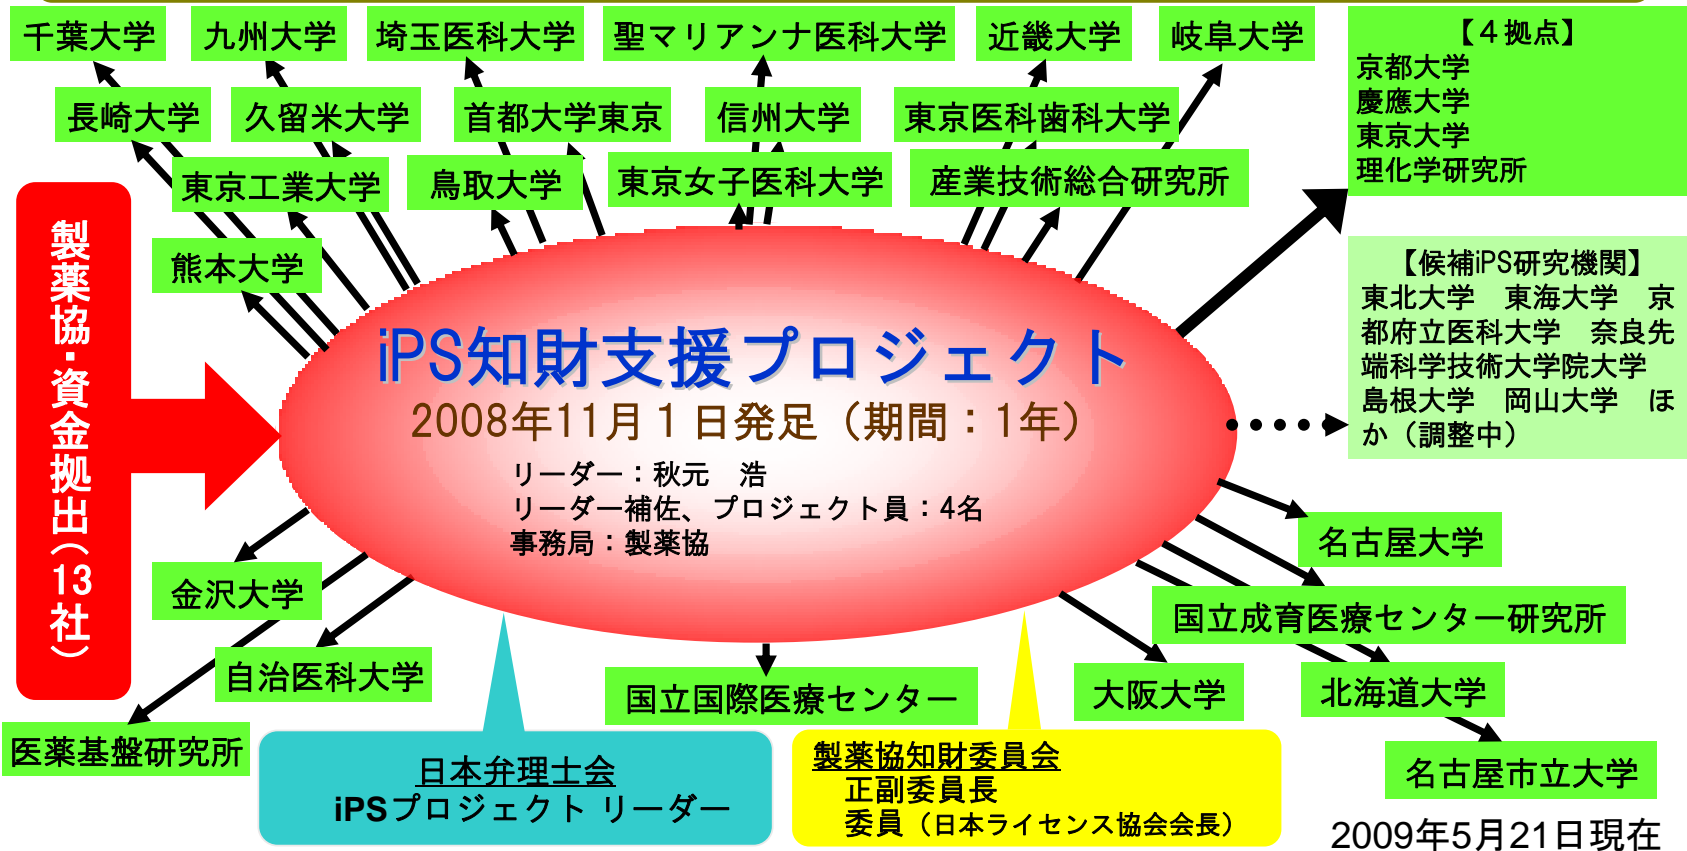 千葉大学
九州大学
埼玉医科大学
聖マリアンナ医科大学
近畿大学
岐阜大学
長崎大学
久留米大学
首都大学東京
信州大学
東京医科歯科大学
東京工業大学
鳥取大学
東京女子医科大学
産業技術総合研究所
熊本大学
【4拠点】
京都大学
慶應大学
東京大学
理化学研究所
【候補iPS研究機関】
東北大学　東海大学　京
都府立医科大学　奈良先
端科学技術大学院大学
島根大学　岡山大学　ほ
か（調整中）
製薬協・資金拠出（13社）
iPS知財支援プロジェクト
2008年11月１日発足（期間：1年）
リーダー：秋元　浩
リーダー補佐、プロジェクト員：4名
事務局：製薬協
金沢大学
自治医科大学
医薬基盤研究所
国立国際医療センター
大阪大学
名古屋大学
国立成育医療センター研究所
北海道大学
名古屋市立大学
日本弁理士会
iPSプロジェクト リーダー
製薬協知財委員会
正副委員長
委員（日本ライセンス協会会長）
2009年5月21日現在